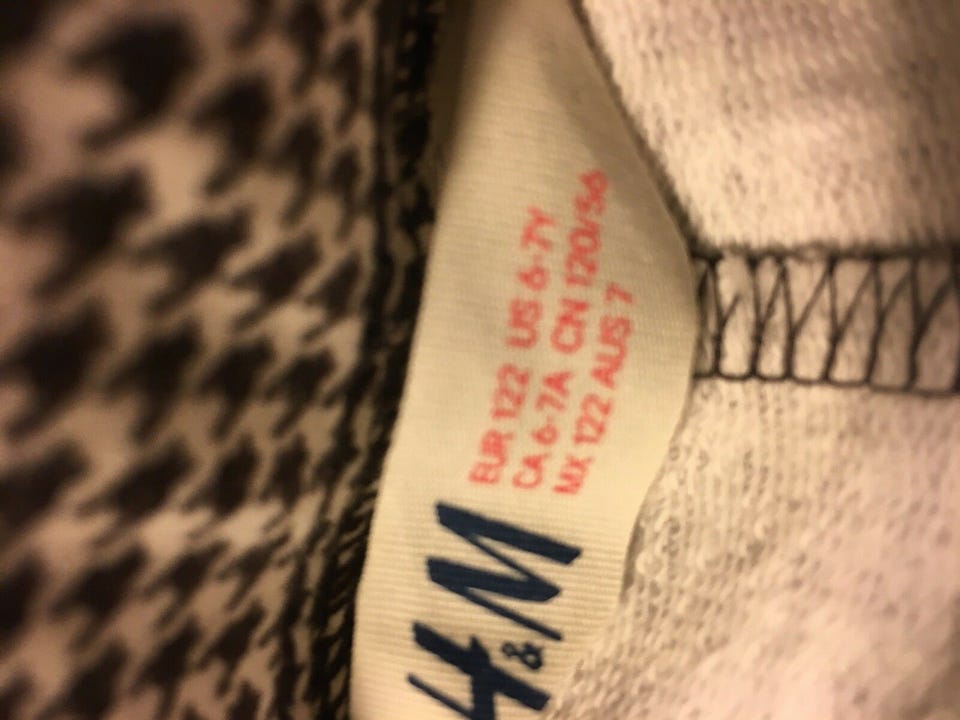 H&M
EUR 122 US 6-7Y
CA 6-7A CN 120/56
MX 122 AUS 7